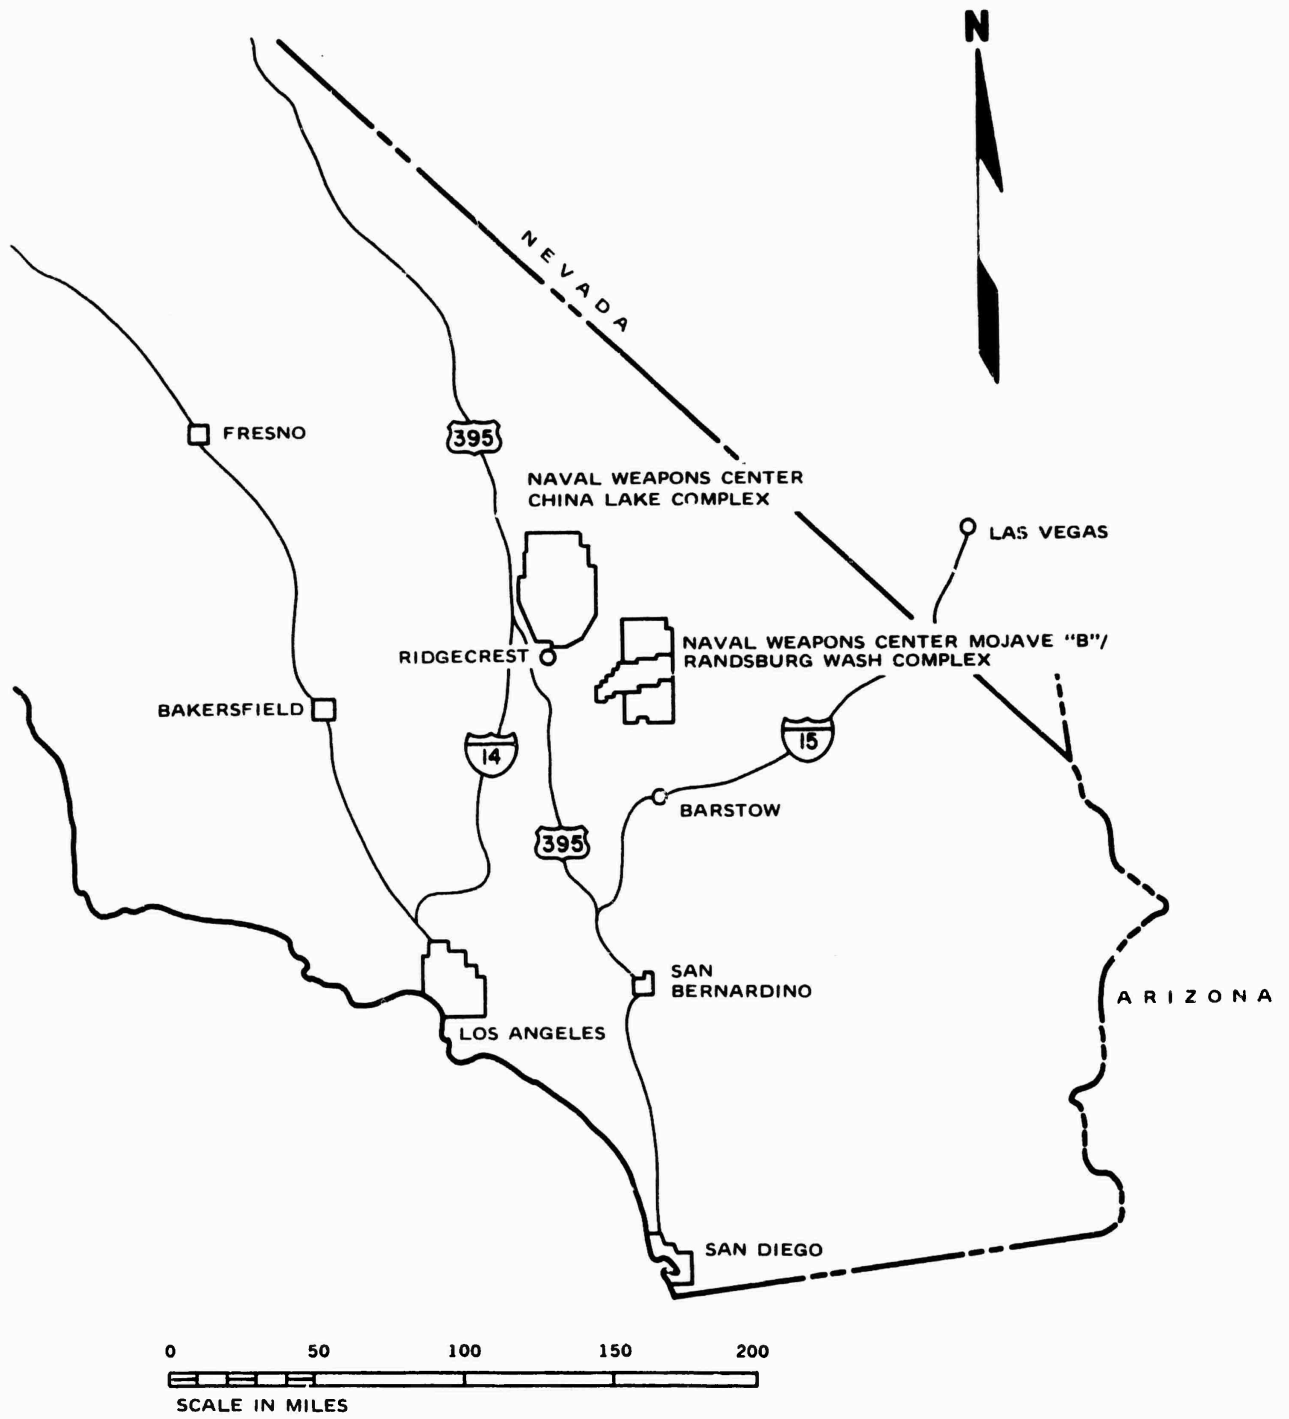 N
NEVADA
FRESNO
395
NAVAL WEAPONS CENTER
CHINA LAKE COMPLEX
LAS VEGAS
NAVAL WEAPONS CENTER MOJAVE "B"/
RANDSBURG WASH COMPLEX
RIDGECREST
BAKERSFIELD
14
15
BARSTOW
395
SAN
BERNARDINO
ARIZONA
LOS ANGELES
SAN DIEGO
0 50 100 150 200
SCALE IN MILES